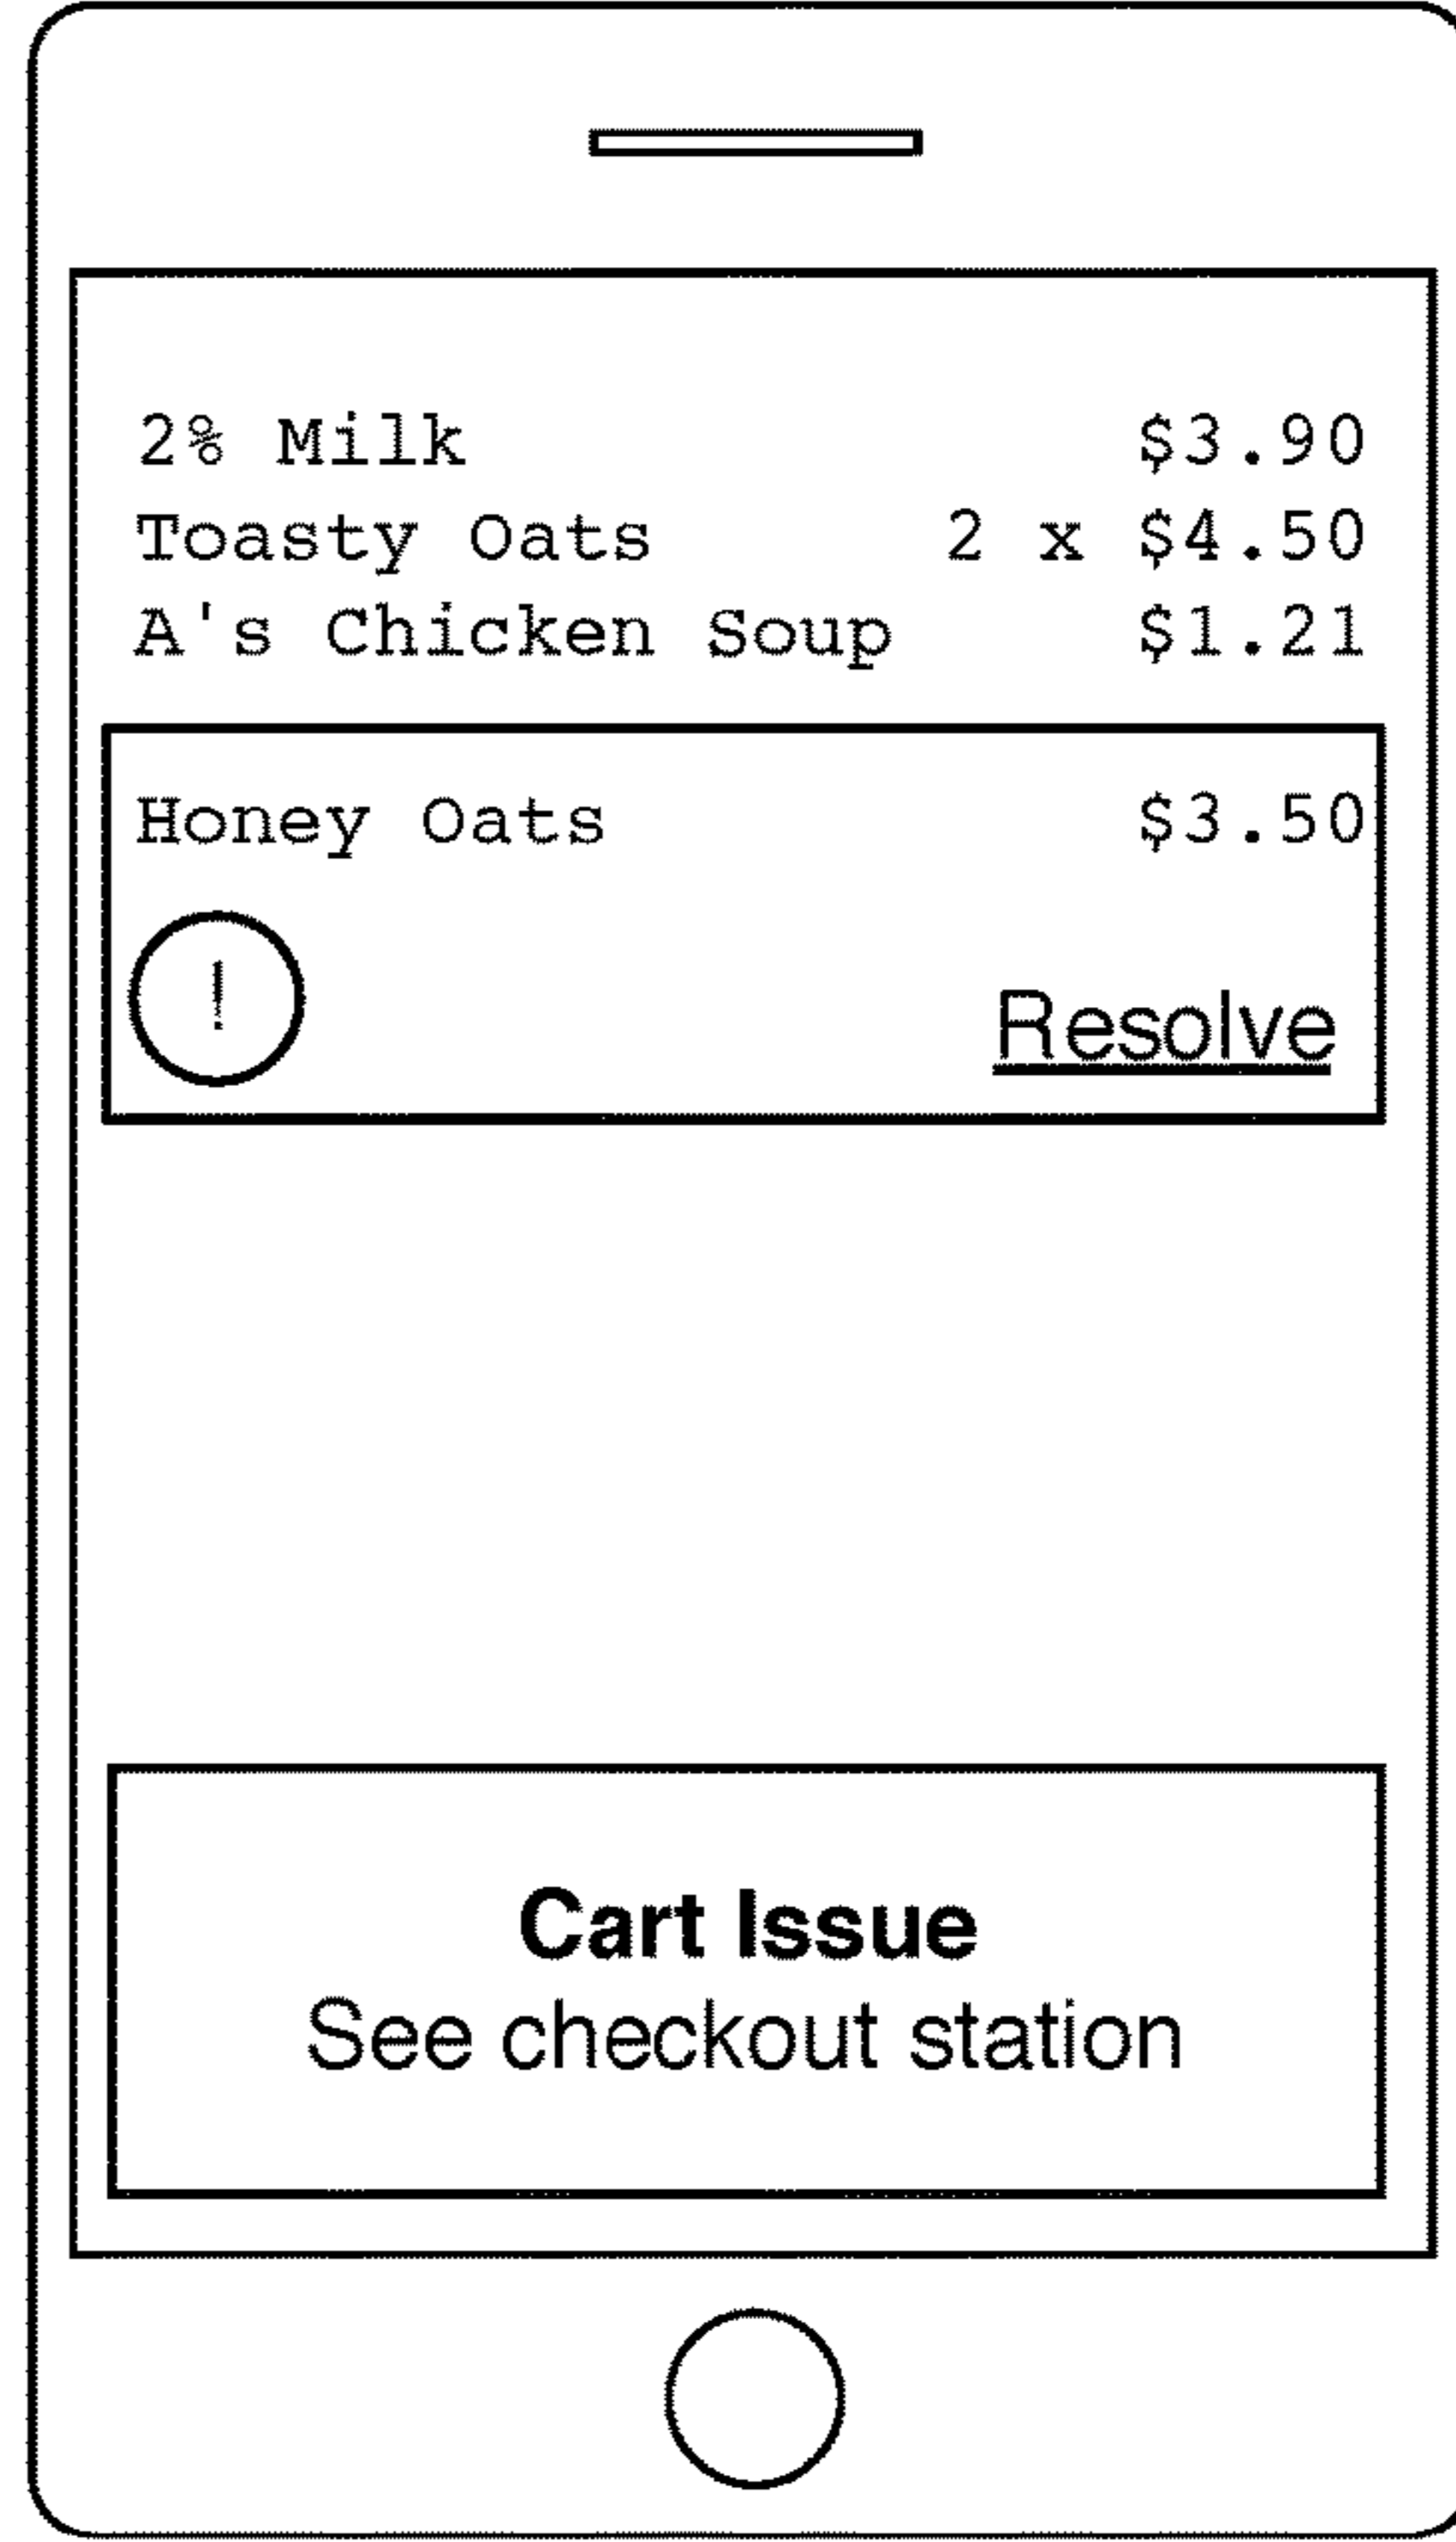 2% Milk $3.90
Toasty Oats 2 x $4.50
A's Chicken Soup $1.21
Honey Oats $3.50
!
Resolve
Cart Issue
See checkout station